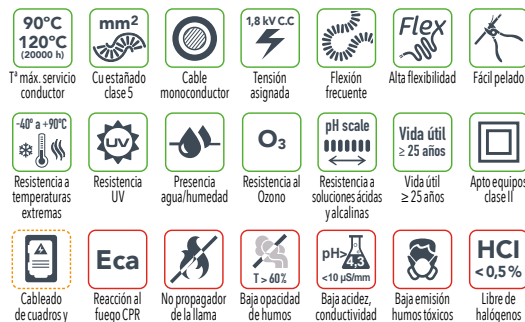 90°C
120°C
(20000 h)
Tª máx. servicio
conductor
mm²
Cu estañado
clase 5
Cable
monoconductor
1,8 kV C.C
Tensión
asignada
Flexión
frecuente
Flex
Alta flexibilidad
Fácil pelado
-40º a +90ºC
Resistencia a
temperaturas
extremas
UV
Resistencia
UV
Presencia
agua/humedad
O₃
Resistencia al
Ozono
pH scale
Resistencia a
soluciones ácidas
y alcalinas
Vida útil
≥ 25 años
Vida útil
≥ 25 años
Apto equipos
clase II
Cableado
de cuadros y
Eca
Reacción al
fuego CPR
No propagador
de la llama
T > 60%
Baja opacidad
de humos
pH>
4,3
<10 µS/mm
Baja acidez,
conductividad
Baja emisión
humos tóxicos
HCl
< 0,5 %
Libre de
halógenos